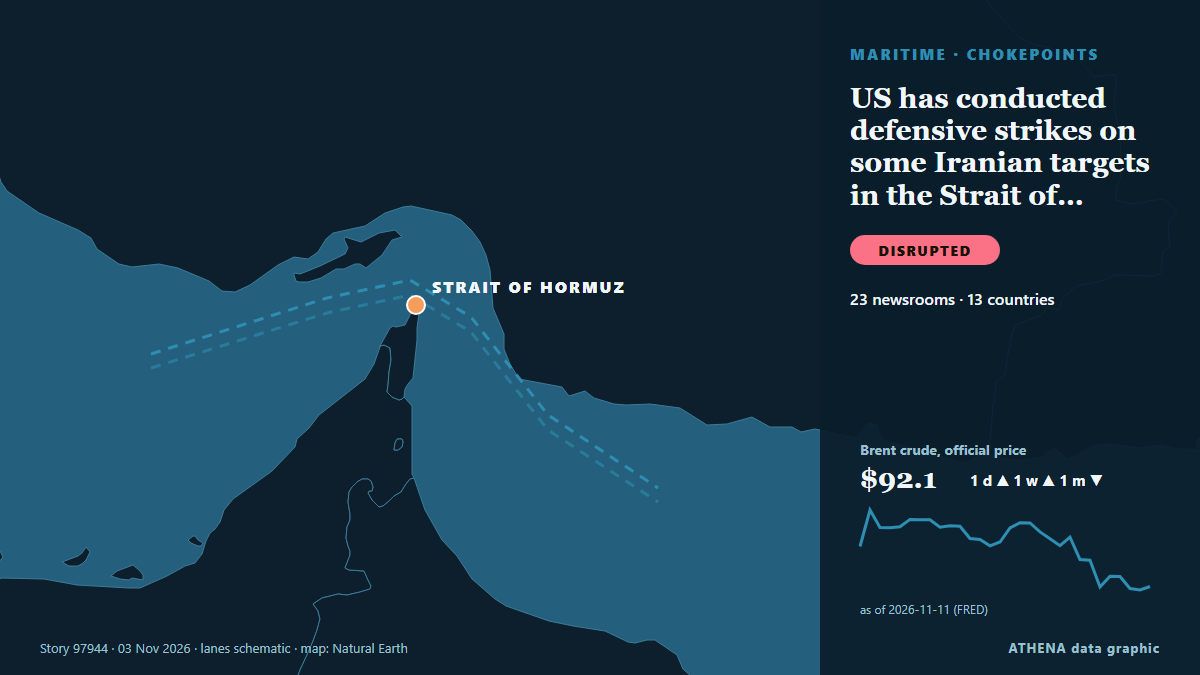 MARITIME · CHOKEPOINTS
US has conducted
defensive strikes on
some Iranian targets
in the Strait of...
DISRUPTED
23 newsrooms · 13 countries
STRAIT OF HORMUZ
Brent crude, official price
$92.1 1 d ▲ 1 w ▲ 1 m ▼
as of 2026-11-11 (FRED)
Story 97944 · 03 Nov 2026 · lanes schematic · map: Natural Earth
ATHENA data graphic